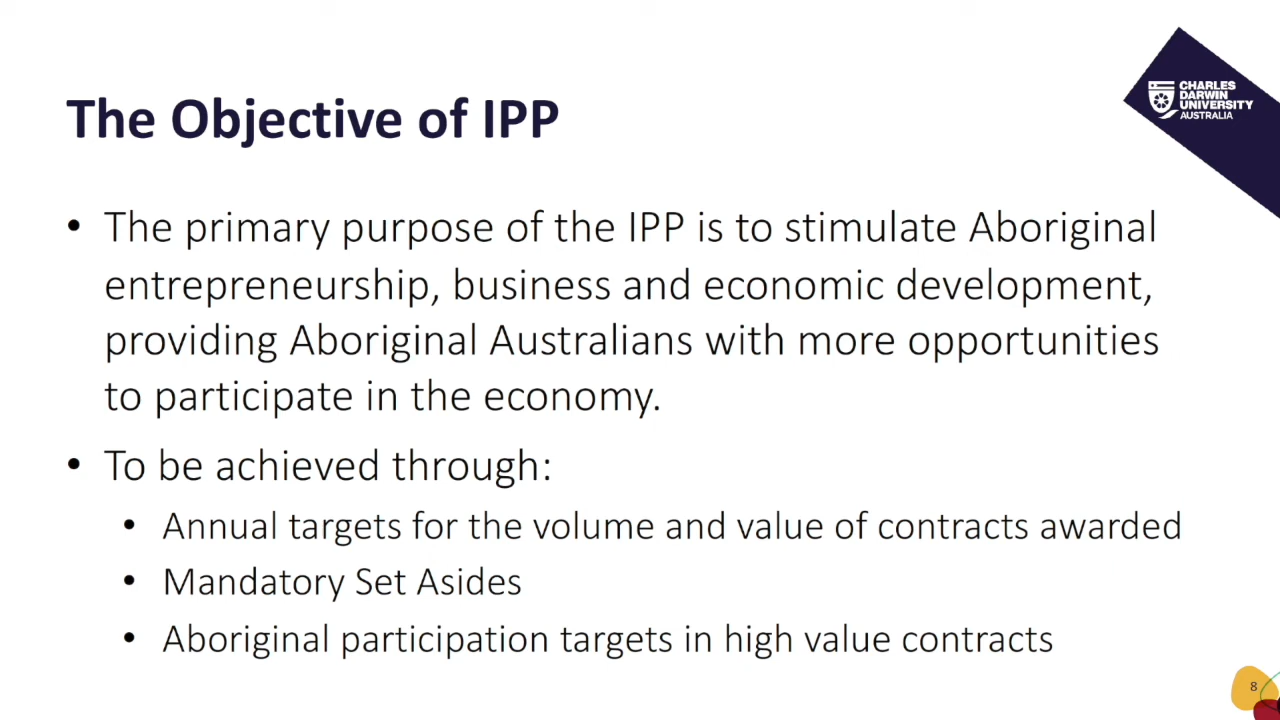 The Objective of IPP
CHARLES
DARWIN
UNIVERSITY
AUSTRALIA
• The primary purpose of the IPP is to stimulate Aboriginal
entrepreneurship, business and economic development,
providing Aboriginal Australians with more opportunities
to participate in the economy.
• To be achieved through:
• Annual targets for the volume and value of contracts awarded
• Mandatory Set Asides
• Aboriginal participation targets in high value contracts
8